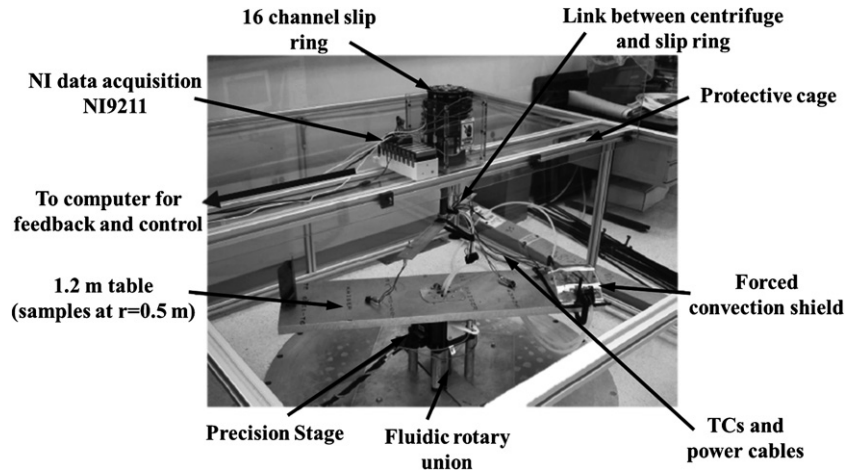 16 channel slip
ring
Link between centrifuge
and slip ring
NI data acquisition
NI9211
Protective cage
To computer for
feedback and control
1.2 m table
(samples at r=0.5 m)
Forced
convection shield
Precision Stage
Fluidic rotary
union
TCs and
power cables